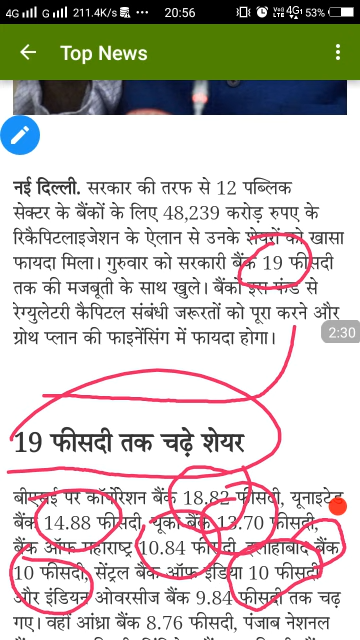 4G G 211.4K/s ... 20:56 VoLTE 4G 53%
Top News
नई दिल्ली. सरकार की तरफ से 12 पब्लिक
सेक्टर के बैंकों के लिए 48,239 करोड़ रुपए के
रिकैपिटलाइजेशन के ऐलान से उनके शेयरों को खासा
फायदा मिला। गुरुवार को सरकारी बैंक 19 फीसदी
तक की मजबूती के साथ खुले। बैंकों इस फंड से
रेग्युलेटरी कैपिटल संबंधी जरूरतों को पूरा करने और
ग्रोथ प्लान की फाइनेंसिंग में फायदा होगा।
2:30
19 फीसदी तक चढ़े शेयर
बीएसई पर कॉर्पोरेशन बैंक 18.82 फीसदी, यूनाइटेड
बैंक 14.88 फीसदी, यूको बैंक 13.70 फीसदी,
बैंक ऑफ महाराष्ट्र 10.84 फीसदी, इलाहाबाद बैंक
10 फीसदी, सेंट्रल बैंक ऑफ इंडिया 10 फीसदी
और इंडियन ओवरसीज बैंक 9.84 फीसदी तक चढ़
गए। वहीं आंध्रा बैंक 8.76 फीसदी, पंजाब नेशनल